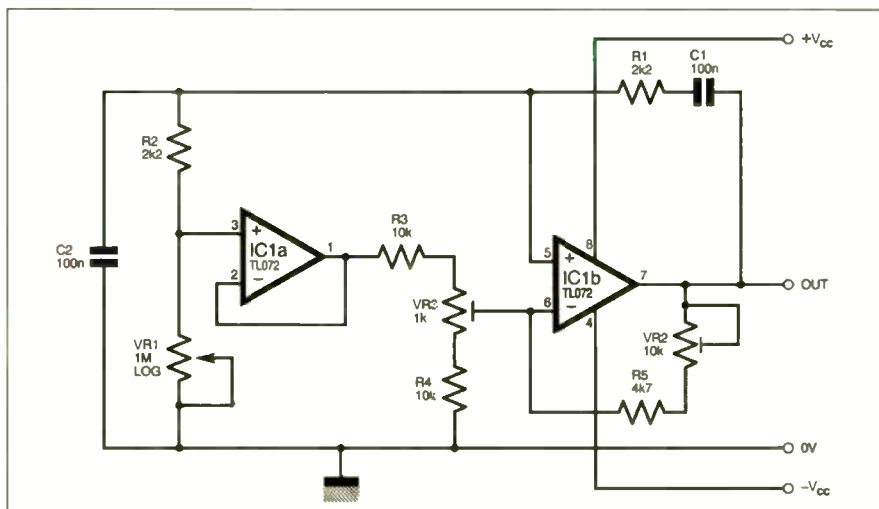 +Vcc
R1
2k2
C1
100n
R2
2k2
C2
100n
3
+
IC1a
TL072
2
−
1
R3
10k
VR3
1k
R4
10k
5
+
IC1b
TL072
6
−
8
7
4
OUT
VR2
10k
R5
4k7
VR1
1M
LOG
0V
−Vcc